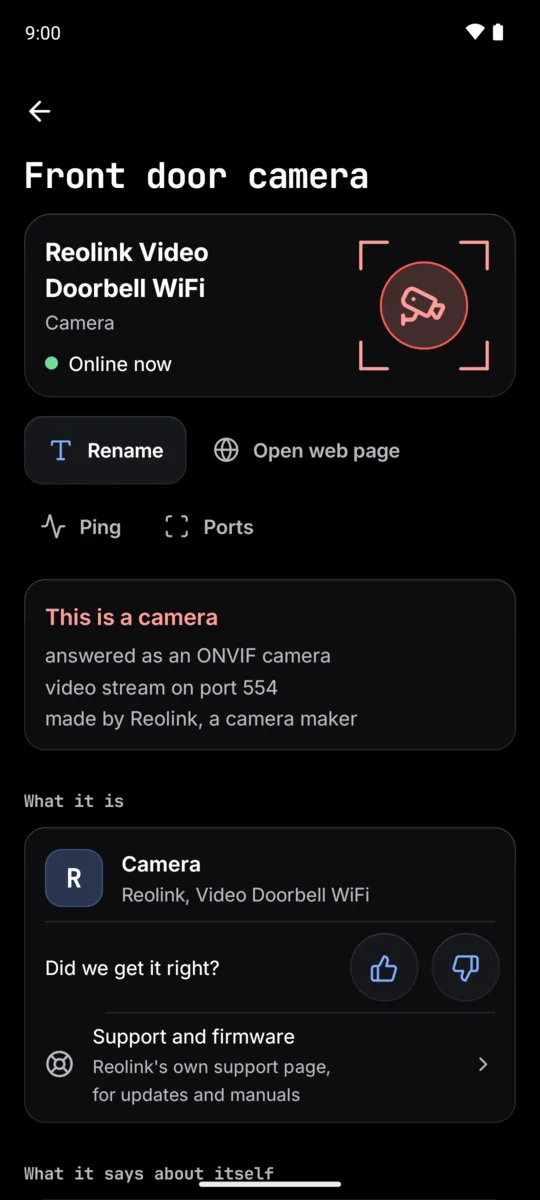 9:00
Front door camera
Reolink Video
Doorbell WiFi
Camera
Online now
Rename
Open web page
Ping
Ports
This is a camera
answered as an ONVIF camera
video stream on port 554
made by Reolink, a camera maker
What it is
R
Camera
Reolink, Video Doorbell WiFi
Did we get it right?
Support and firmware
Reolink's own support page,
for updates and manuals
What it says about itself